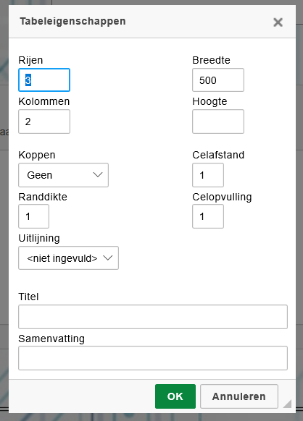 Tabeleigenschappen
Rijen
Breedte
3
500
Kolommen
Hoogte
2
Koppen
Celafstand
Geen
1
Randdikte
Celopvulling
1
1
Uitlijning
<niet ingevuld>
Titel
Samenvatting
OK
Annuleren